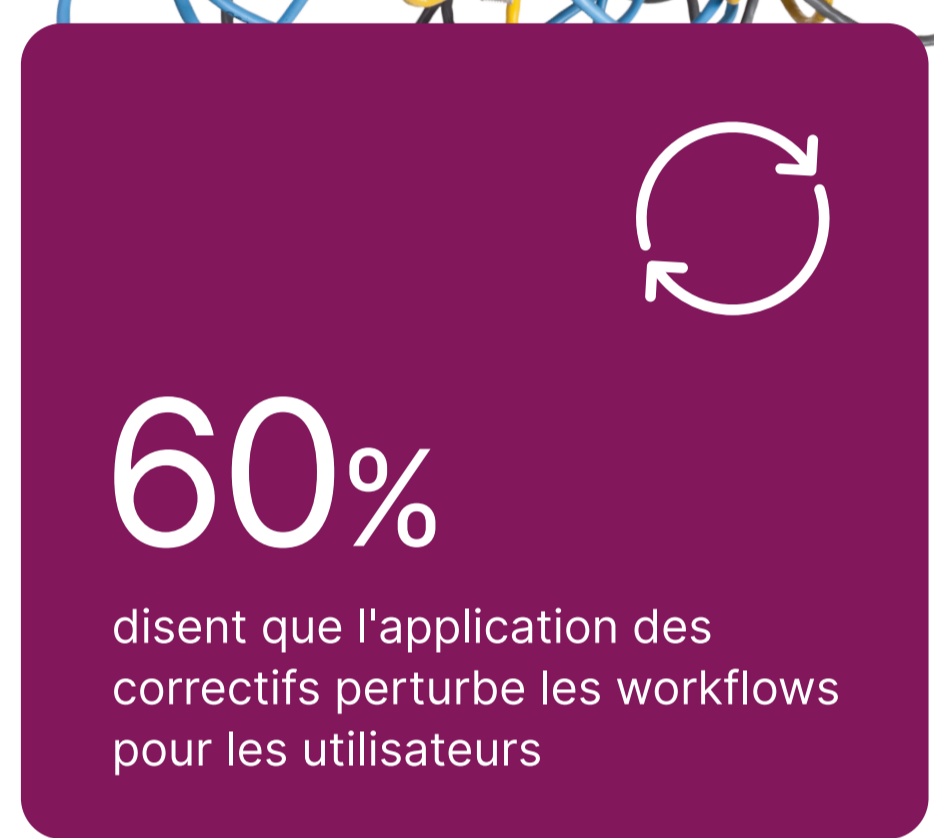 60%
disent que l'application des
correctifs perturbe les workflows
pour les utilisateurs